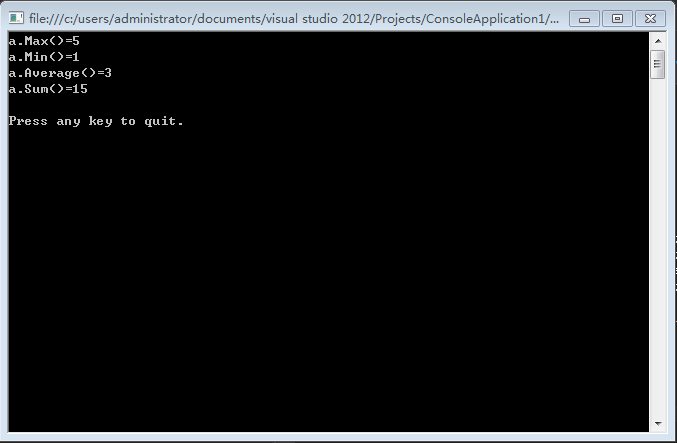 file:///c:/users/administrator/documents/visual studio 2012/Projects/ConsoleApplication1/...
a.Max()=5
a.Min()=1
a.Average()=3
a.Sum()=15
Press any key to quit.